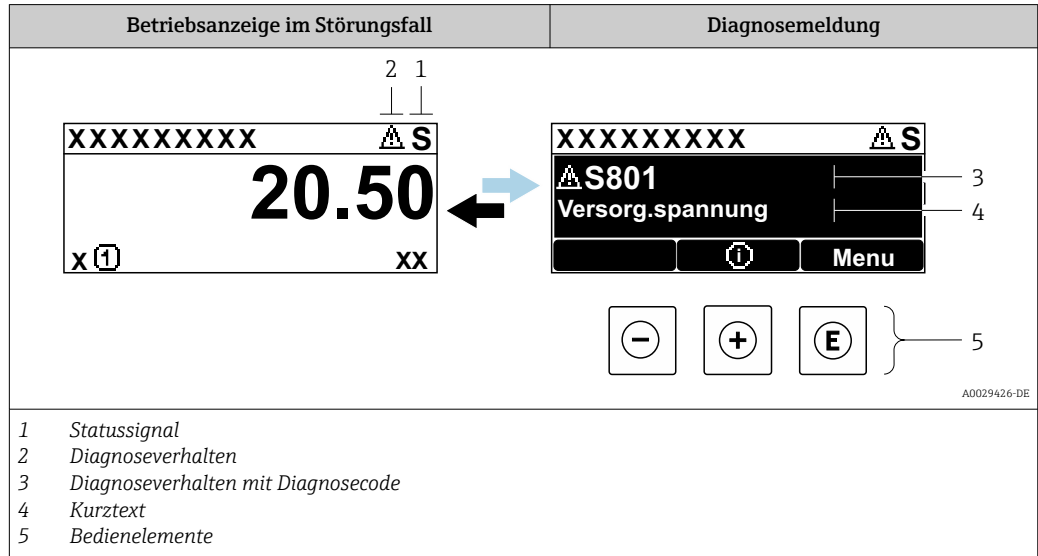 Betriebsanzeige im Störungsfall
Diagnosemeldung
2 1
XXXXXXXXX S
20.50
X 1 XX
XXXXXXXXX S
S801
Versorg.spannung
i Menu
3
4
- + E
5
A0029426-DE
1 Statussignal
2 Diagnoseverhalten
3 Diagnoseverhalten mit Diagnosecode
4 Kurztext
5 Bedienelemente